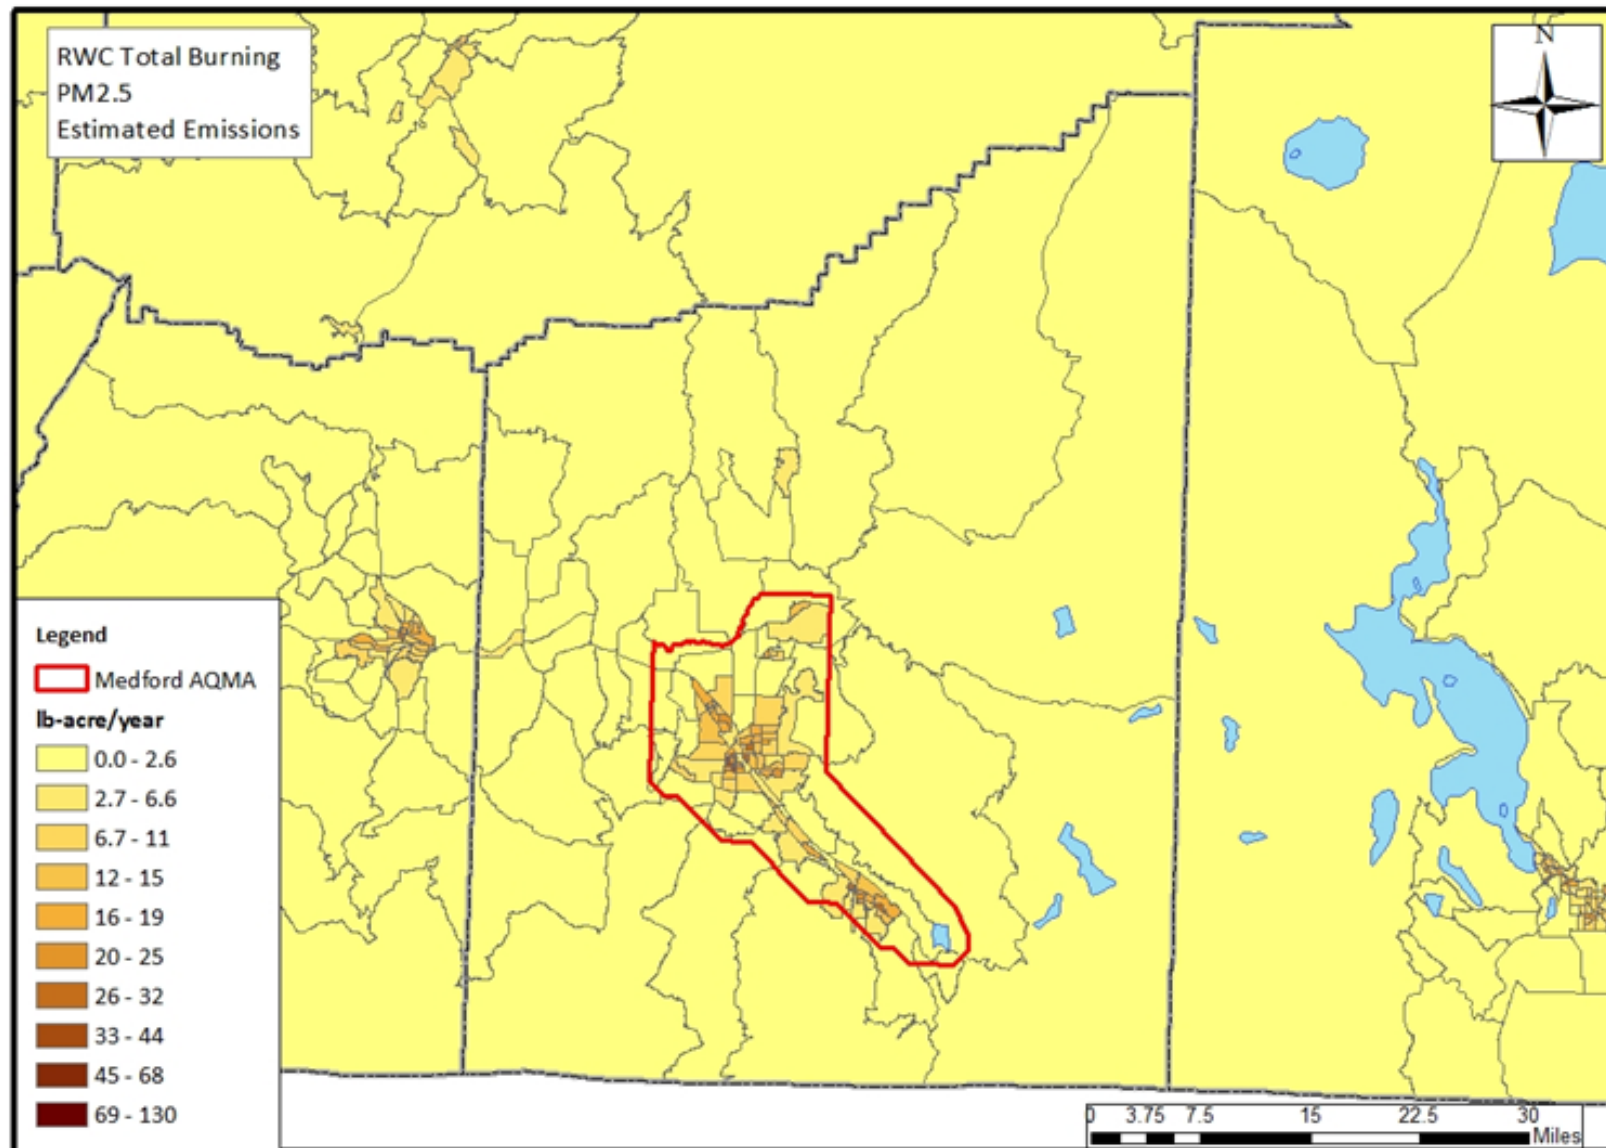 RWC Total Burning
PM2.5
Estimated Emissions
N
Legend
Medford AQMA
lb-acre/year
0.0 - 2.6
2.7 - 6.6
6.7 - 11
12 - 15
16 - 19
20 - 25
26 - 32
33 - 44
45 - 68
69 - 130
0 3.75 7.5 15 22.5 30
Miles